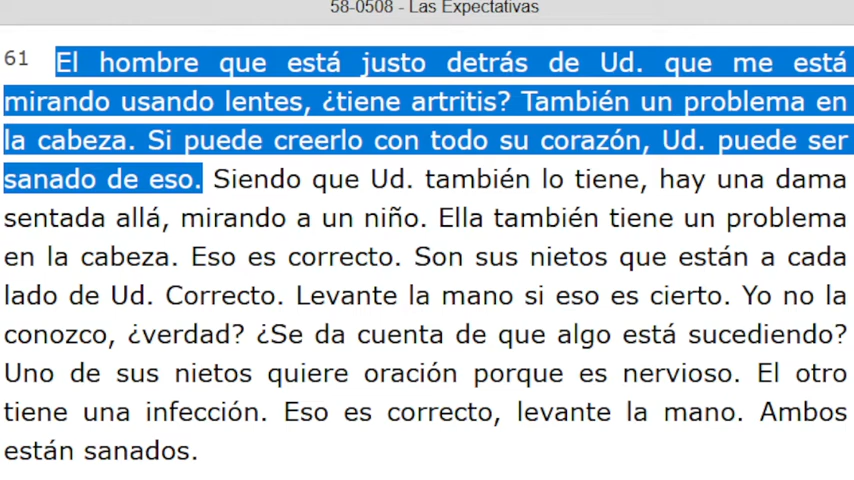 58-0508 - Las Expectativas
61 El hombre que está justo detrás de Ud. que me está
mirando usando lentes, ¿tiene artritis? También un problema en
la cabeza. Si puede creerlo con todo su corazón, Ud. puede ser
sanado de eso. Siendo que Ud. también lo tiene, hay una dama
sentada allá, mirando a un niño. Ella también tiene un problema
en la cabeza. Eso es correcto. Son sus nietos que están a cada
lado de Ud. Correcto. Levante la mano si eso es cierto. Yo no la
conozco, ¿verdad? ¿Se da cuenta de que algo está sucediendo?
Uno de sus nietos quiere oración porque es nervioso. El otro
tiene una infección. Eso es correcto, levante la mano. Ambos
están sanados.